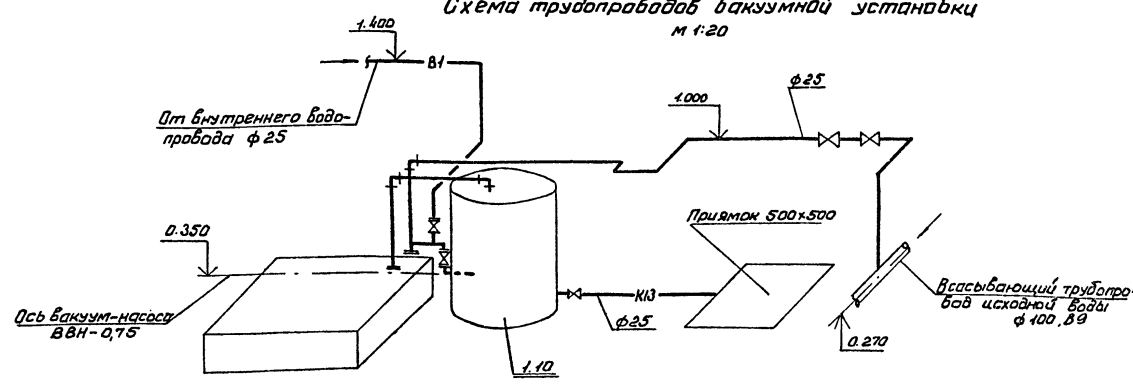 Схема трубопроводов вакуумной установки
М 1:20
1.400
В1
От внутреннего водо-
провода ф 25
1.000
ф25
0.350
Приямок 500×500
Ось вакуум-насоса
ВВН-0,75
К13
ф25
Всасывающий трубопро-
вод исходной воды
ф 100, В9
0.270
1.10